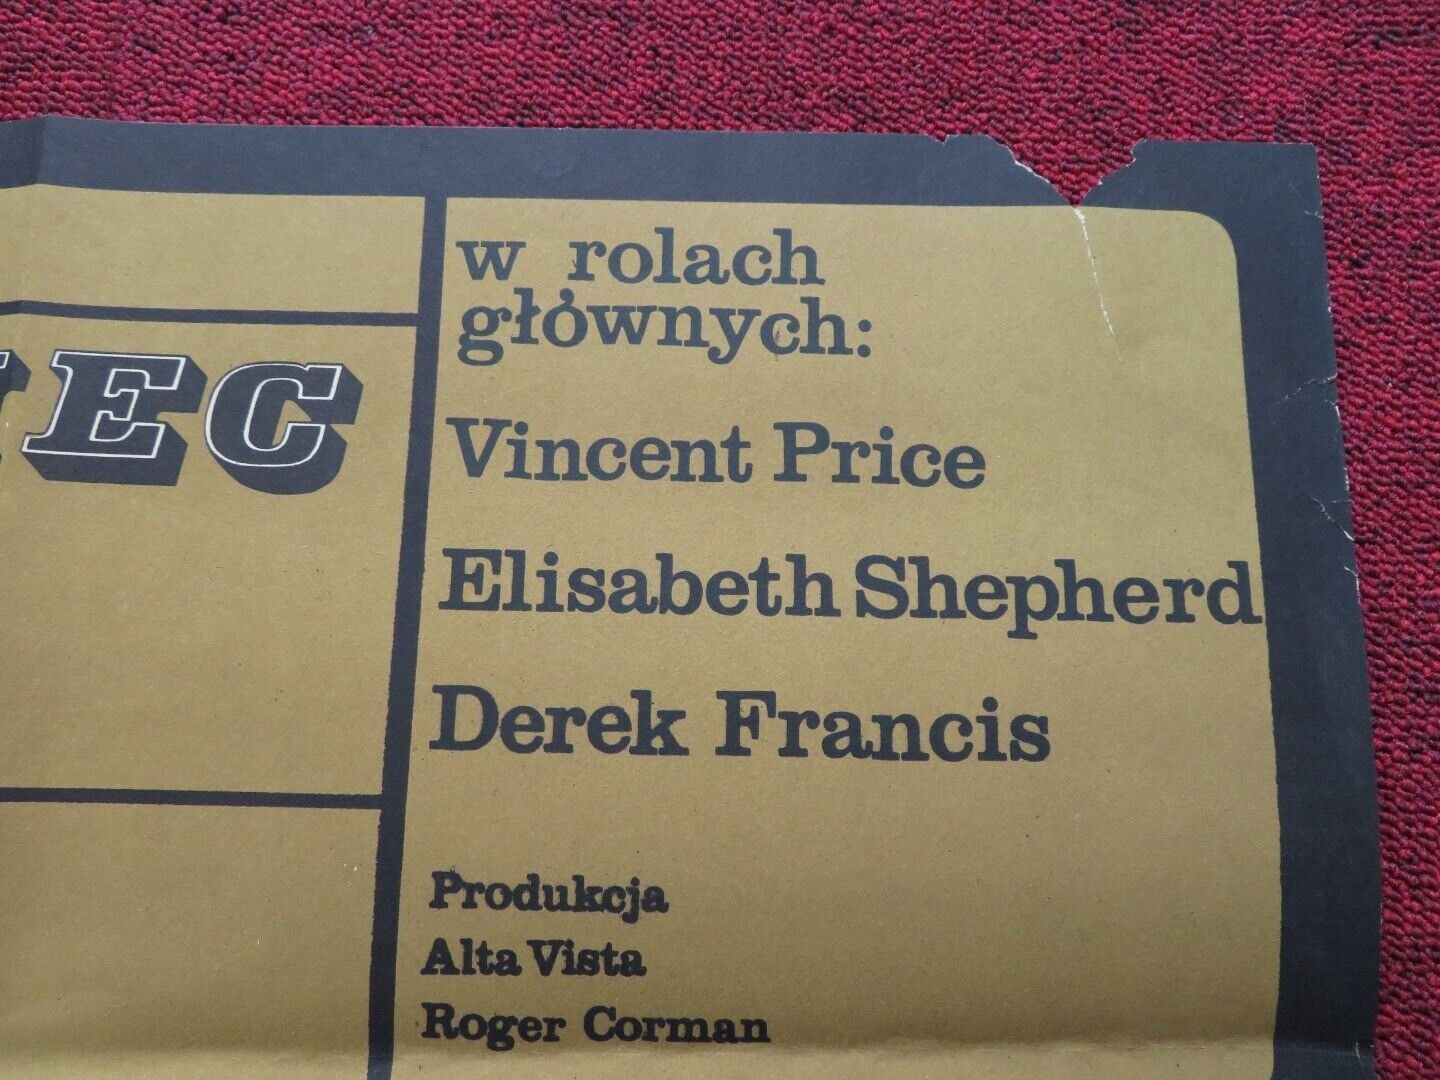 EC
w rolach
głównych:
Vincent Price
Elisabeth Shepherd
Derek Francis
Produkcja
Alta Vista
Roger Corman